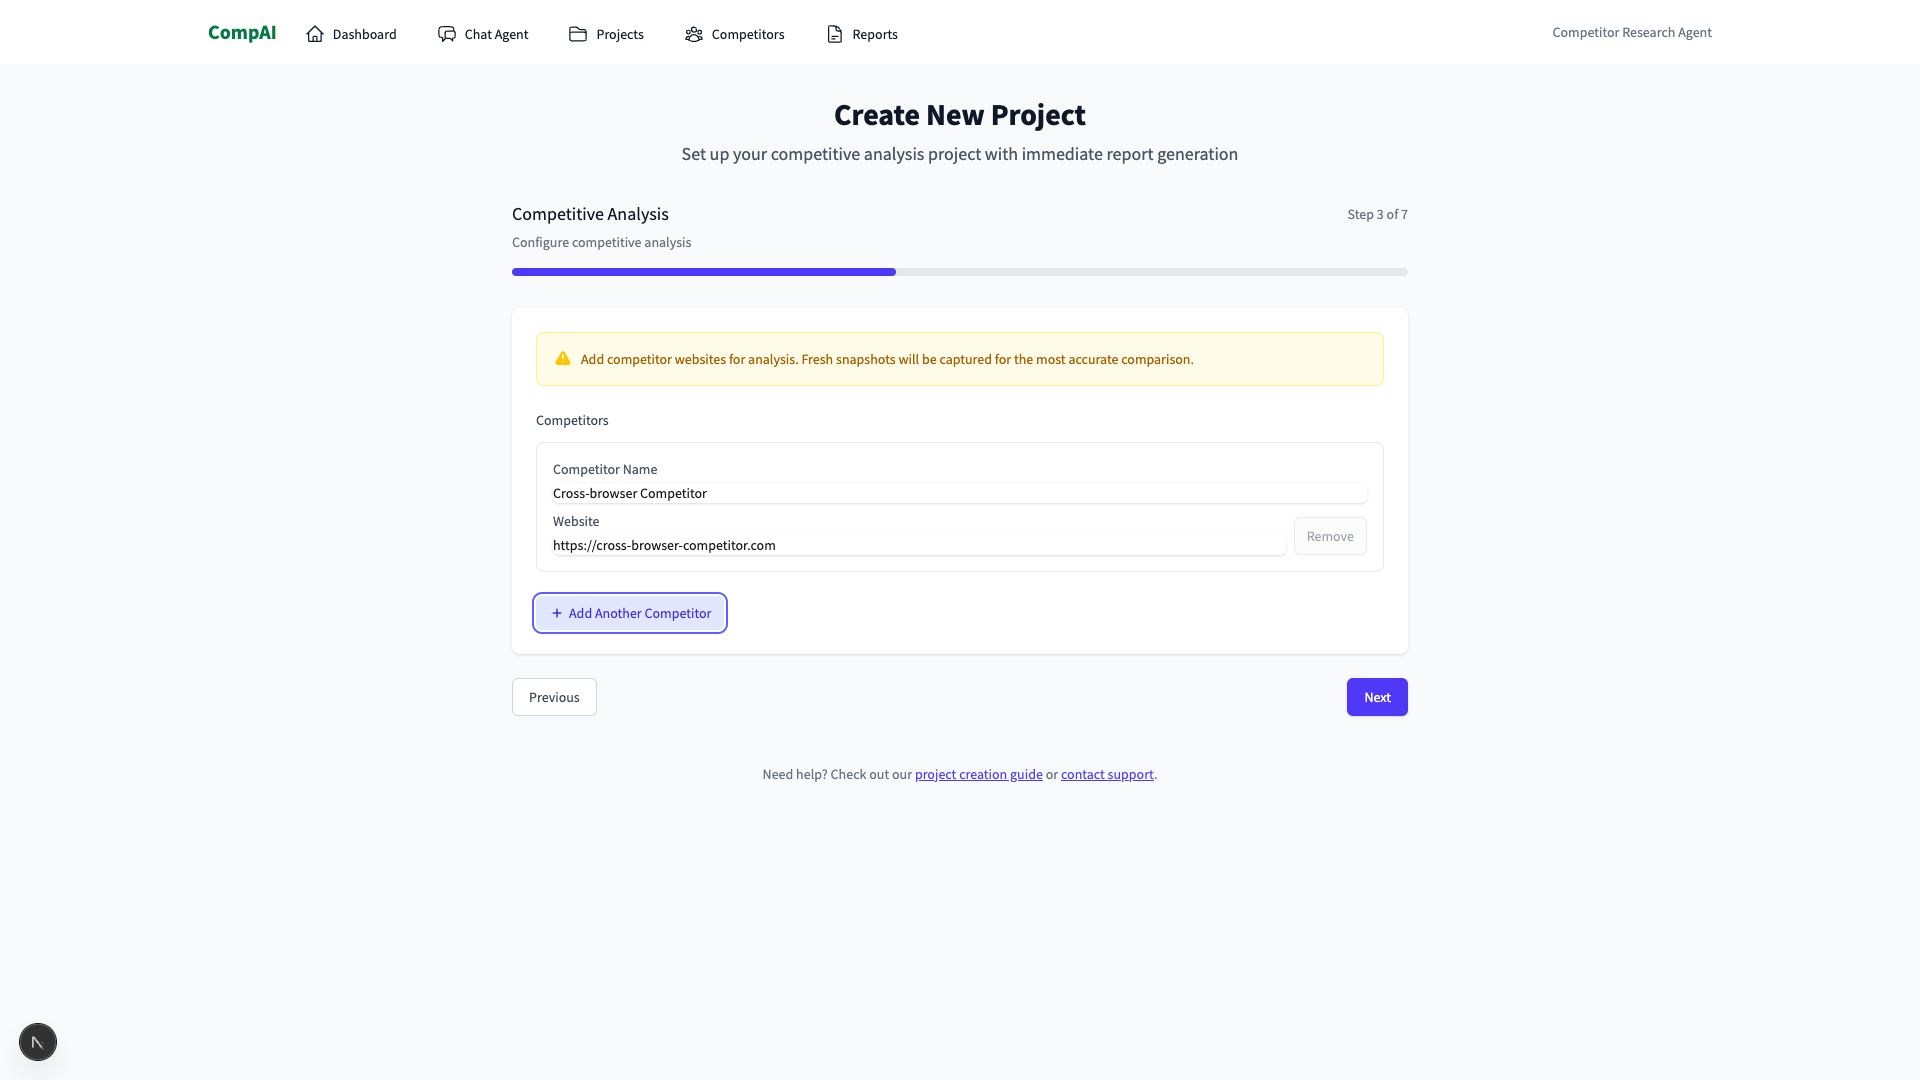 CompAI
Dashboard
Chat Agent
Projects
Competitors
Reports
Competitor Research Agent
Create New Project
Set up your competitive analysis project with immediate report generation
Competitive Analysis
Step 3 of 7
Configure competitive analysis
Add competitor websites for analysis. Fresh snapshots will be captured for the most accurate comparison.
Competitors
Competitor Name
Cross-browser Competitor
Website
https://cross-browser-competitor.com
Remove
+ Add Another Competitor
Previous
Next
Need help? Check out our project creation guide or contact support.